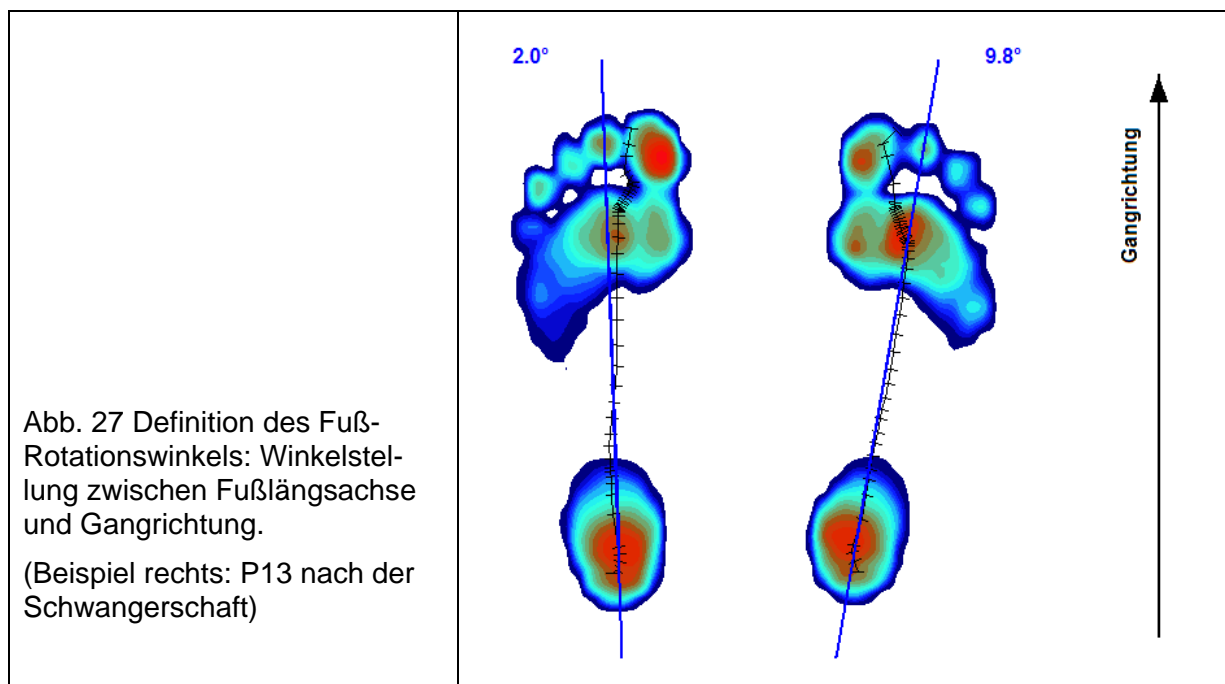 Abb. 27 Definition des Fuß-
Rotationswinkels: Winkelstel-
lung zwischen Fußlängsachse
und Gangrichtung.
(Beispiel rechts: P13 nach der
Schwangerschaft)
2.0°
9.8°
Gangrichtung